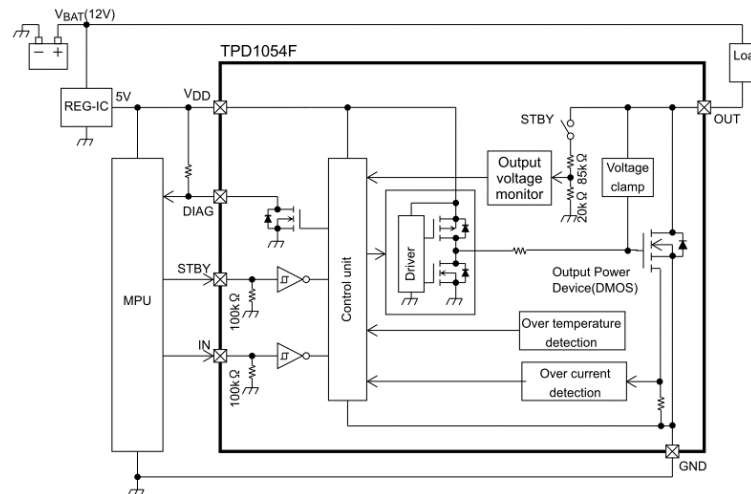 VBAT(12V)
TPD1054F
Loa
REG-IC
5V
VDD
OUT
STBY
Output
voltage
monitor
85kΩ
20kΩ
Voltage
clamp
DIAG
MPU
STBY
100kΩ
IN
100kΩ
Control unit
Driver
Output Power
Device(DMOS)
Over temperature
detection
Over current
detection
GND